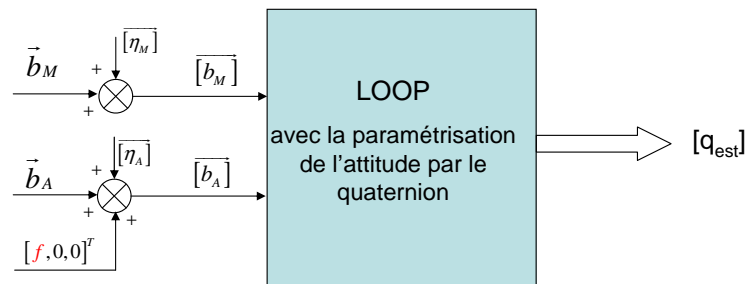 [η_M]
b_M
+
+
[b_M]
LOOP
avec la paramétrisation
de l'attitude par le
quaternion
[q_est]
[η_A]
b_A
+
+
+
[b_A]
[f,0,0]^T